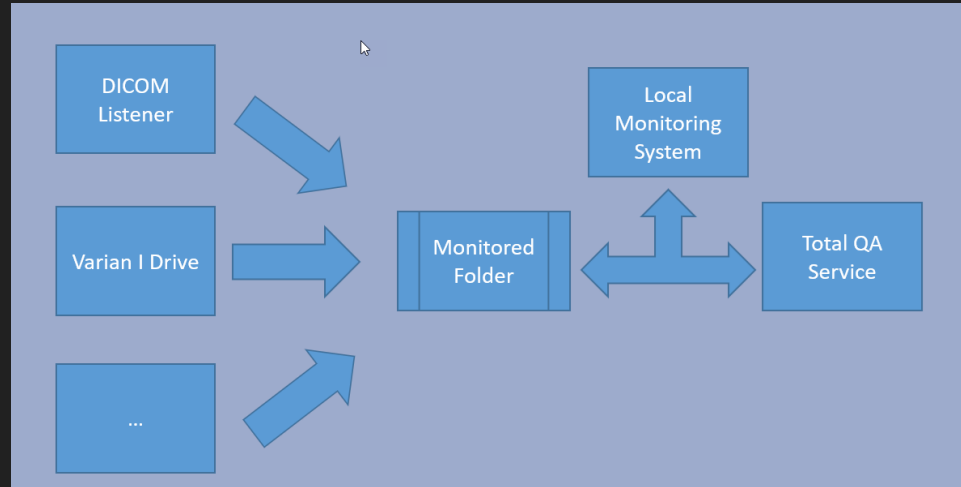 DICOM
Listener
Varian I Drive
...
Monitored
Folder
Local
Monitoring
System
Total QA
Service